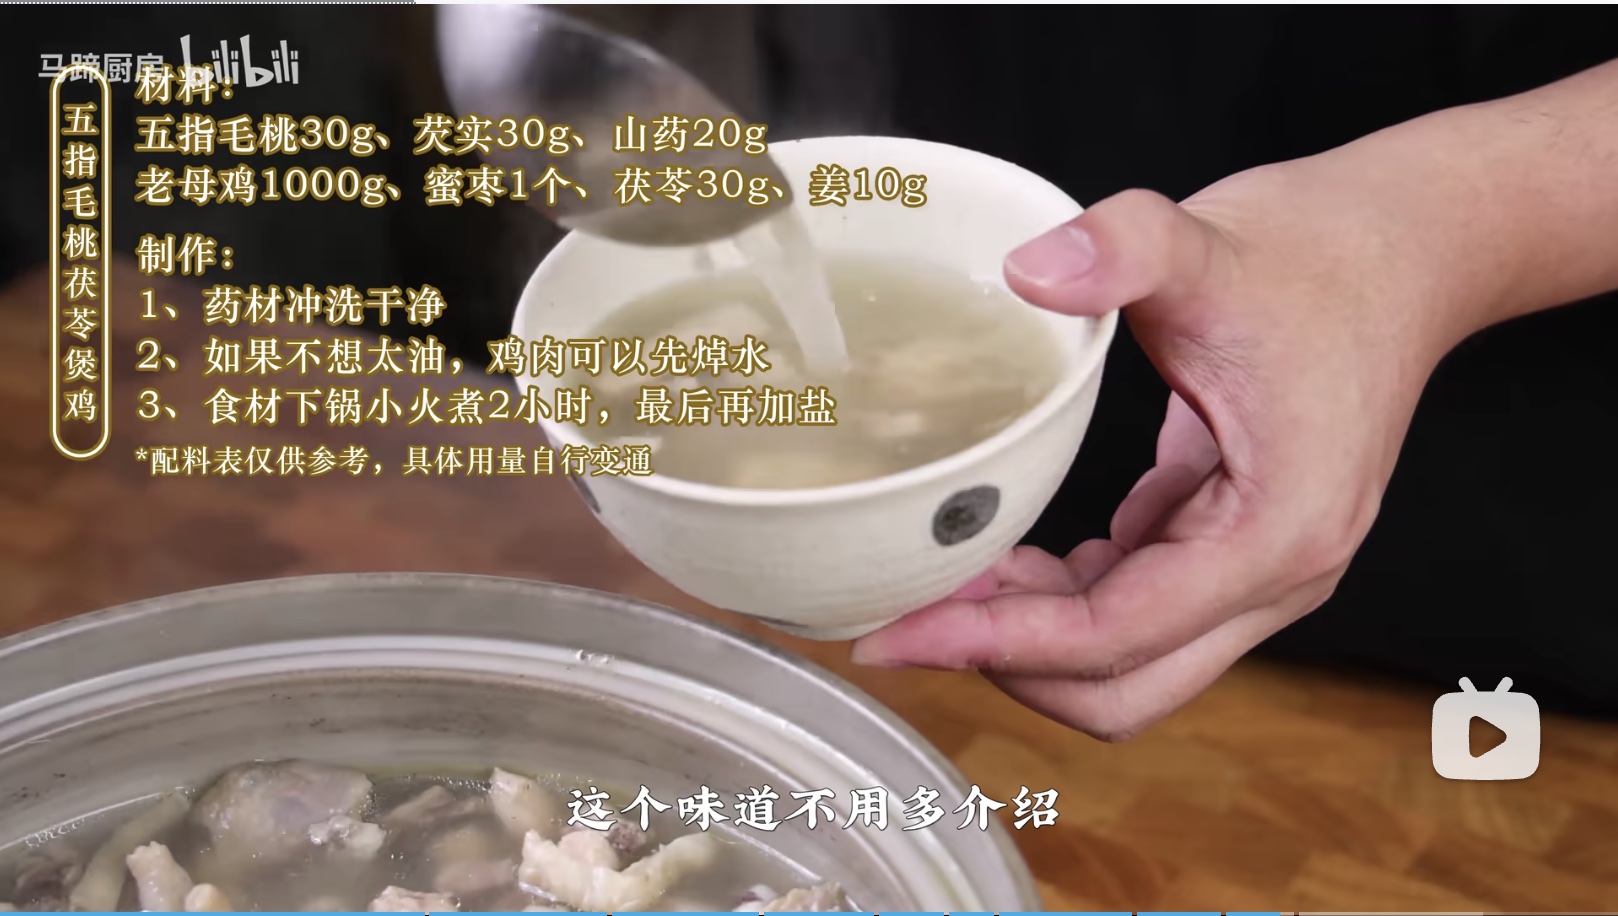 马蹄厨房 bilibili
五指毛桃茯苓煲鸡
材料：
五指毛桃30g、芡实30g、山药20g
老母鸡1000g、蜜枣1个、茯苓30g、姜10g
制作：
1、药材冲洗干净
2、如果不想太油，鸡肉可以先焯水
3、食材下锅小火煮2小时，最后再加盐
*配料表仅供参考，具体用量自行变通
这个味道不用多介绍